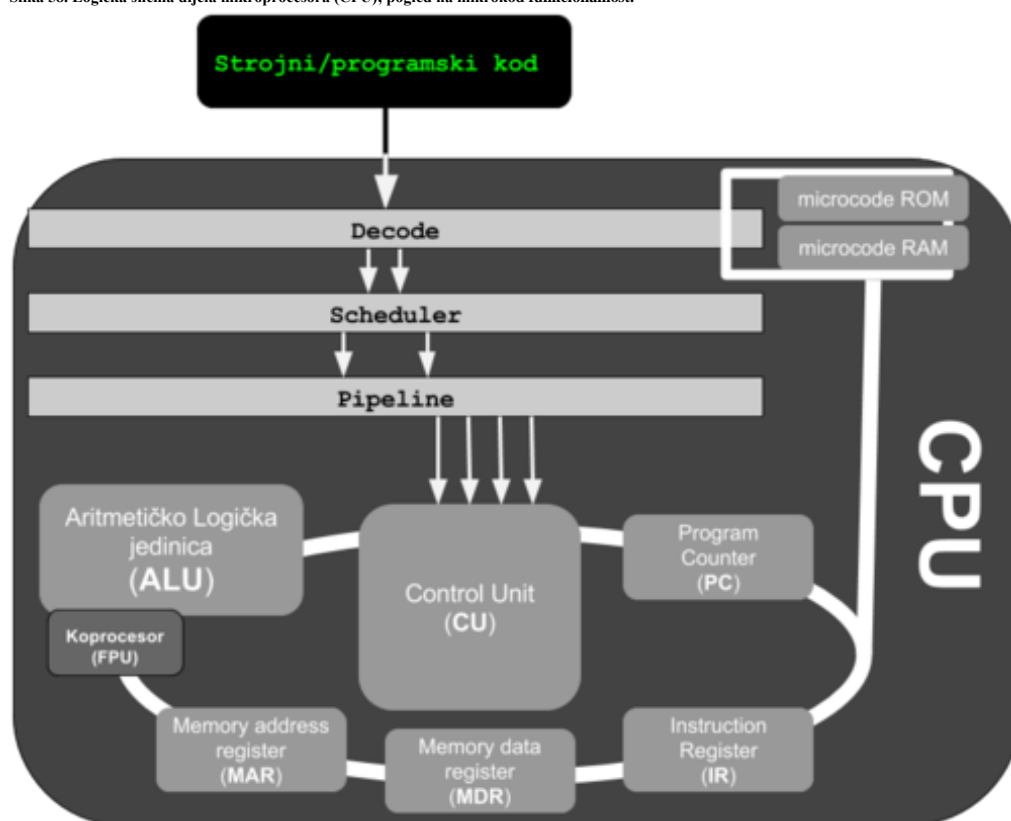 Strojni/programski kod
microcode ROM
microcode RAM
Decode
Scheduler
Pipeline
CPU
Aritmetičko Logička
jedinica
(ALU)
Koprocesor
(FPU)
Control Unit
(CU)
Program
Counter
(PC)
Memory address
register
(MAR)
Memory data
register
(MDR)
Instruction
Register
(IR)